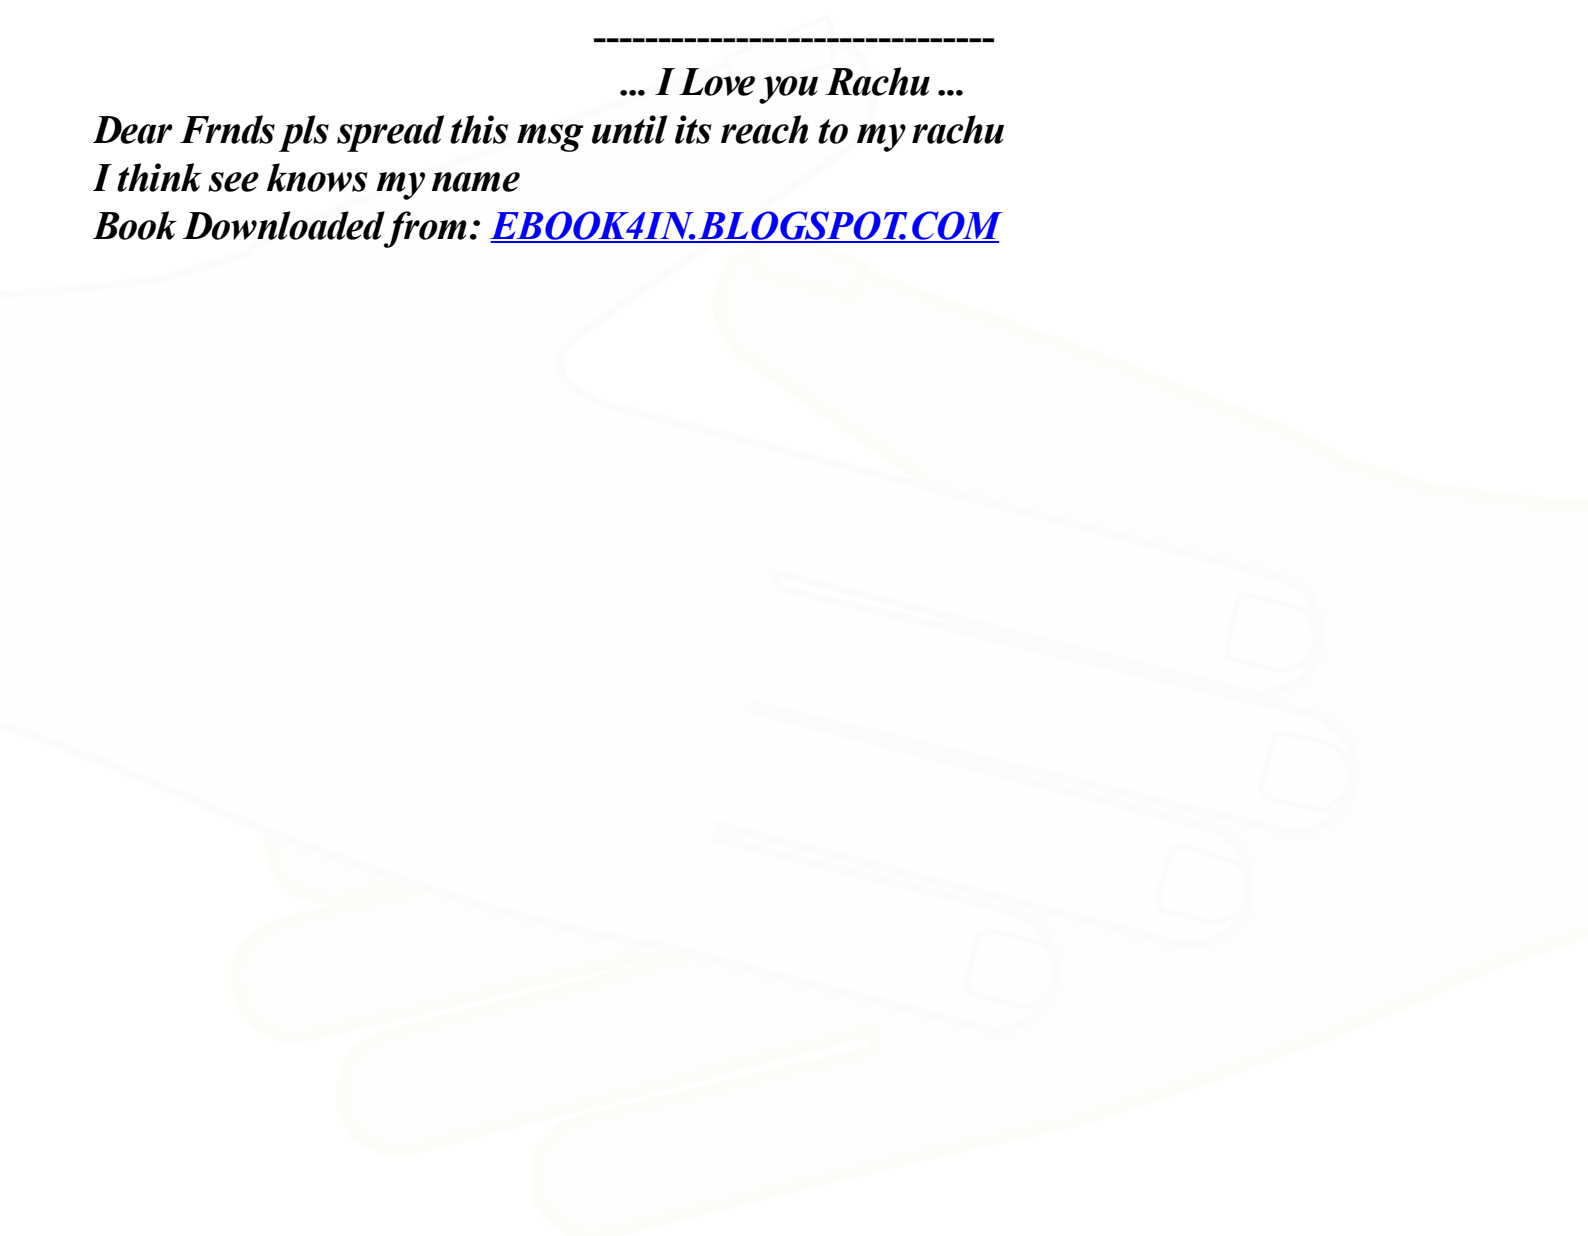 -------------------------------
... I Love you Rachu ...
Dear Frnds pls spread this msg until its reach to my rachu
I think see knows my name
Book Downloaded from: EBOOK4IN.BLOGSPOT.COM